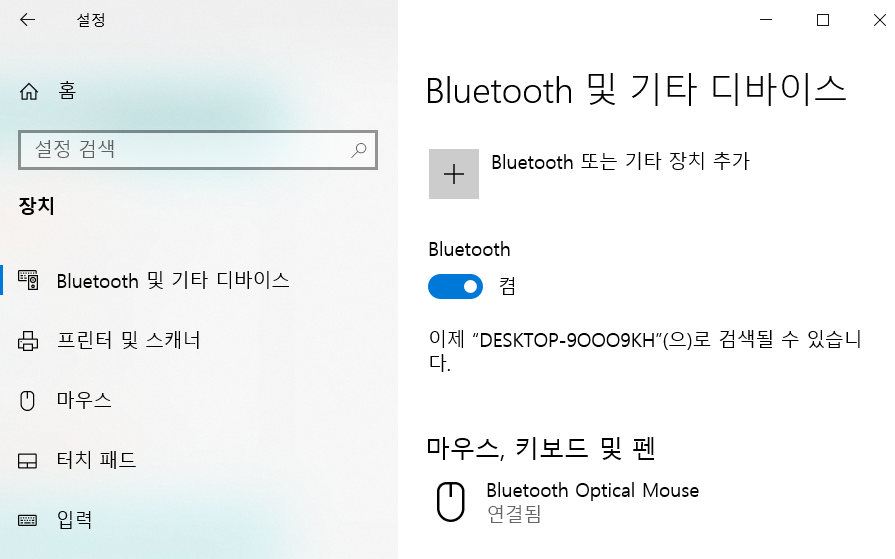 설정
홈
설정 검색
장치
Bluetooth 및 기타 디바이스
프린터 및 스캐너
마우스
터치 패드
입력
Bluetooth 및 기타 디바이스
Bluetooth 또는 기타 장치 추가
Bluetooth
켬
이제 “DESKTOP-9OOO9KH”(으)로 검색될 수 있습니
다.
마우스, 키보드 및 펜
Bluetooth Optical Mouse
연결됨